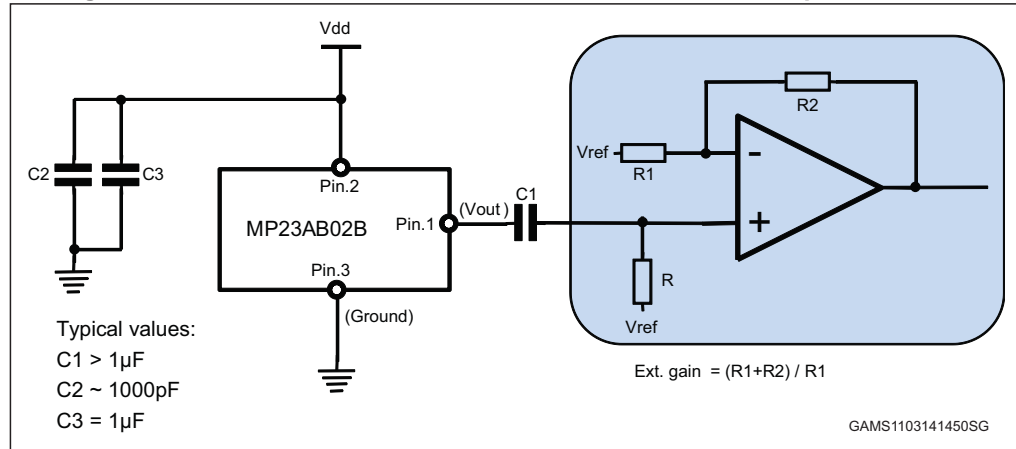 Vdd
R2
Vref
R1
-
C2
C3
Pin.2
MP23AB02B
Pin.1
(Vout)
C1
+
Pin.3
(Ground)
R
Vref
Typical values:
C1 > 1µF
C2 ~ 1000pF
C3 = 1µF
Ext. gain = (R1+R2) / R1
GAMS1103141450SG